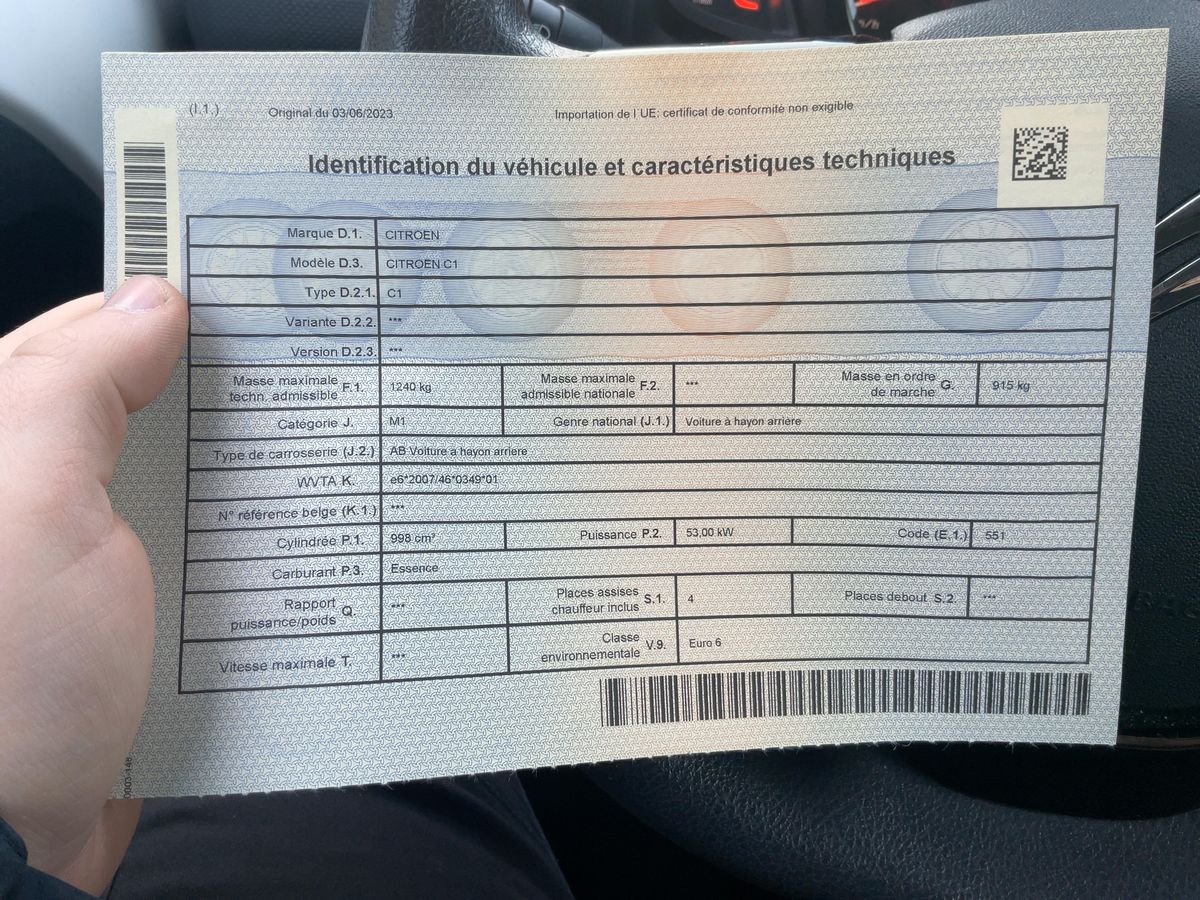 (I.1.) Original du 03/06/2023 Importation de l'UE: certificat de conformité non exigible
Identification du véhicule et caractéristiques techniques
Marque D.1. CITROEN
Modèle D.3. CITROEN C1
Type D.2.1. C1
Variante D.2.2. ***
Version D.2.3. ***
Masse maximale techn. admissible F.1. 1240 kg Masse maximale admissible nationale F.2. *** Masse en ordre de marche G. 915 kg
Catégorie J. M1 Genre national (J.1.) Voiture à hayon arrière
Type de carrosserie (J.2.) AB Voiture a hayon arriere
WVTA K. e6*2007/46*0349*01
N° référence belge (K.1.) ***
Cylindrée P.1. 998 cm³ Puissance P.2. 53,00 kW Code (E.1.) 551
Carburant P.3. Essence
Rapport puissance/poids Q. *** Places assises chauffeur inclus S.1. 4 Places debout S.2. ***
Vitesse maximale T. *** Classe environnementale V.9. Euro 6